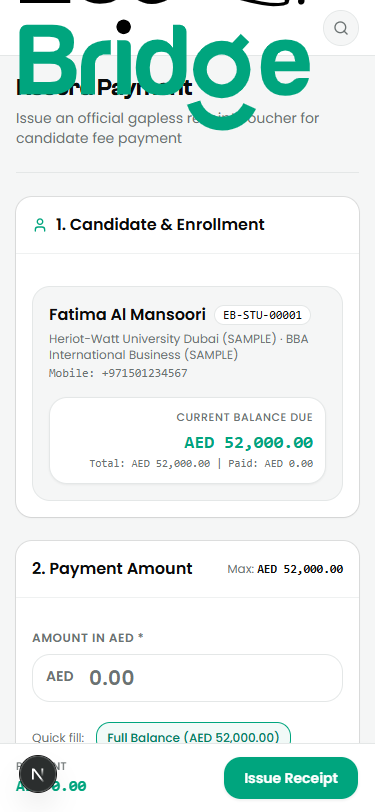 Bridge
Record Payment
Issue an official gapless receipt voucher for
candidate fee payment
1. Candidate & Enrollment
Fatima Al Mansoori EB-STU-00001
Heriot-Watt University Dubai (SAMPLE) · BBA
International Business (SAMPLE)
Mobile: +971501234567
CURRENT BALANCE DUE
AED 52,000.00
Total: AED 52,000.00 | Paid: AED 0.00
2. Payment Amount Max: AED 52,000.00
AMOUNT IN AED *
AED 0.00
Quick fill: Full Balance (AED 52,000.00)
N
Issue Receipt